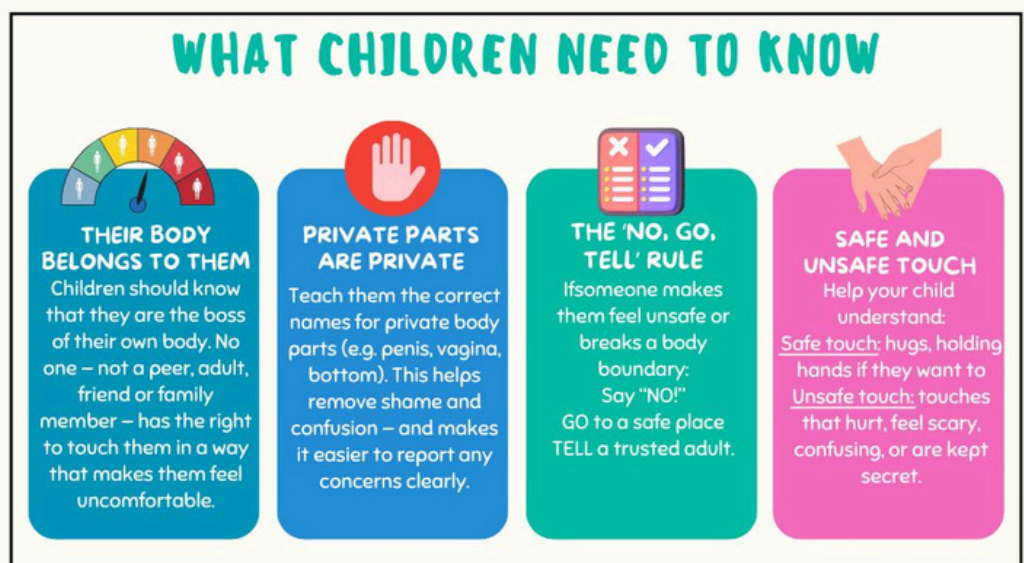 WHAT CHILDREN NEED TO KNOW
THEIR BODY
BELONGS TO THEM
Children should know
that they are the boss
of their own body. No
one – not a peer, adult,
friend or family
member – has the right
to touch them in a way
that makes them feel
uncomfortable.
PRIVATE PARTS
ARE PRIVATE
Teach them the correct
names for private body
parts (e.g. penis, vagina,
bottom). This helps
remove shame and
confusion – and makes
it easier to report any
concerns clearly.
THE 'NO, GO,
TELL' RULE
Ifsomeone makes
them feel unsafe or
breaks a body
boundary:
Say "NO!"
GO to a safe place
TELL a trusted adult.
SAFE AND
UNSAFE TOUCH
Help your child
understand:
Safe touch: hugs, holding
hands if they want to
Unsafe touch: touches
that hurt, feel scary,
confusing, or are kept
secret.